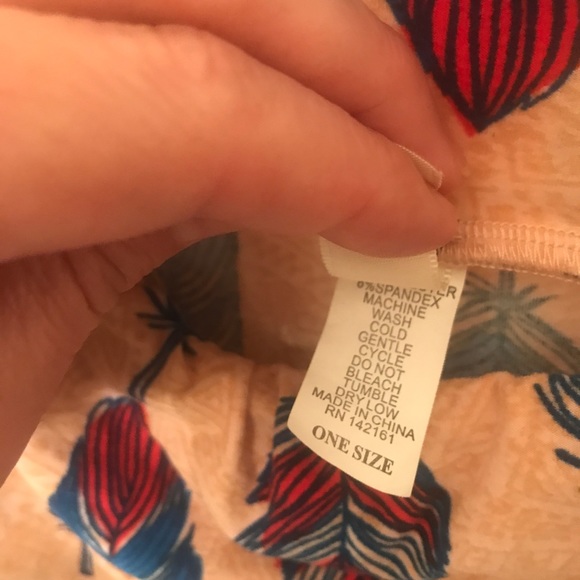 %SPANDEX
MACHINE
WASH
COLD
GENTLE
CYCLE
DO NOT
BLEACH
TUMBLE
DRY LOW
MADE IN CHINA
RN 142161
ONE SIZE